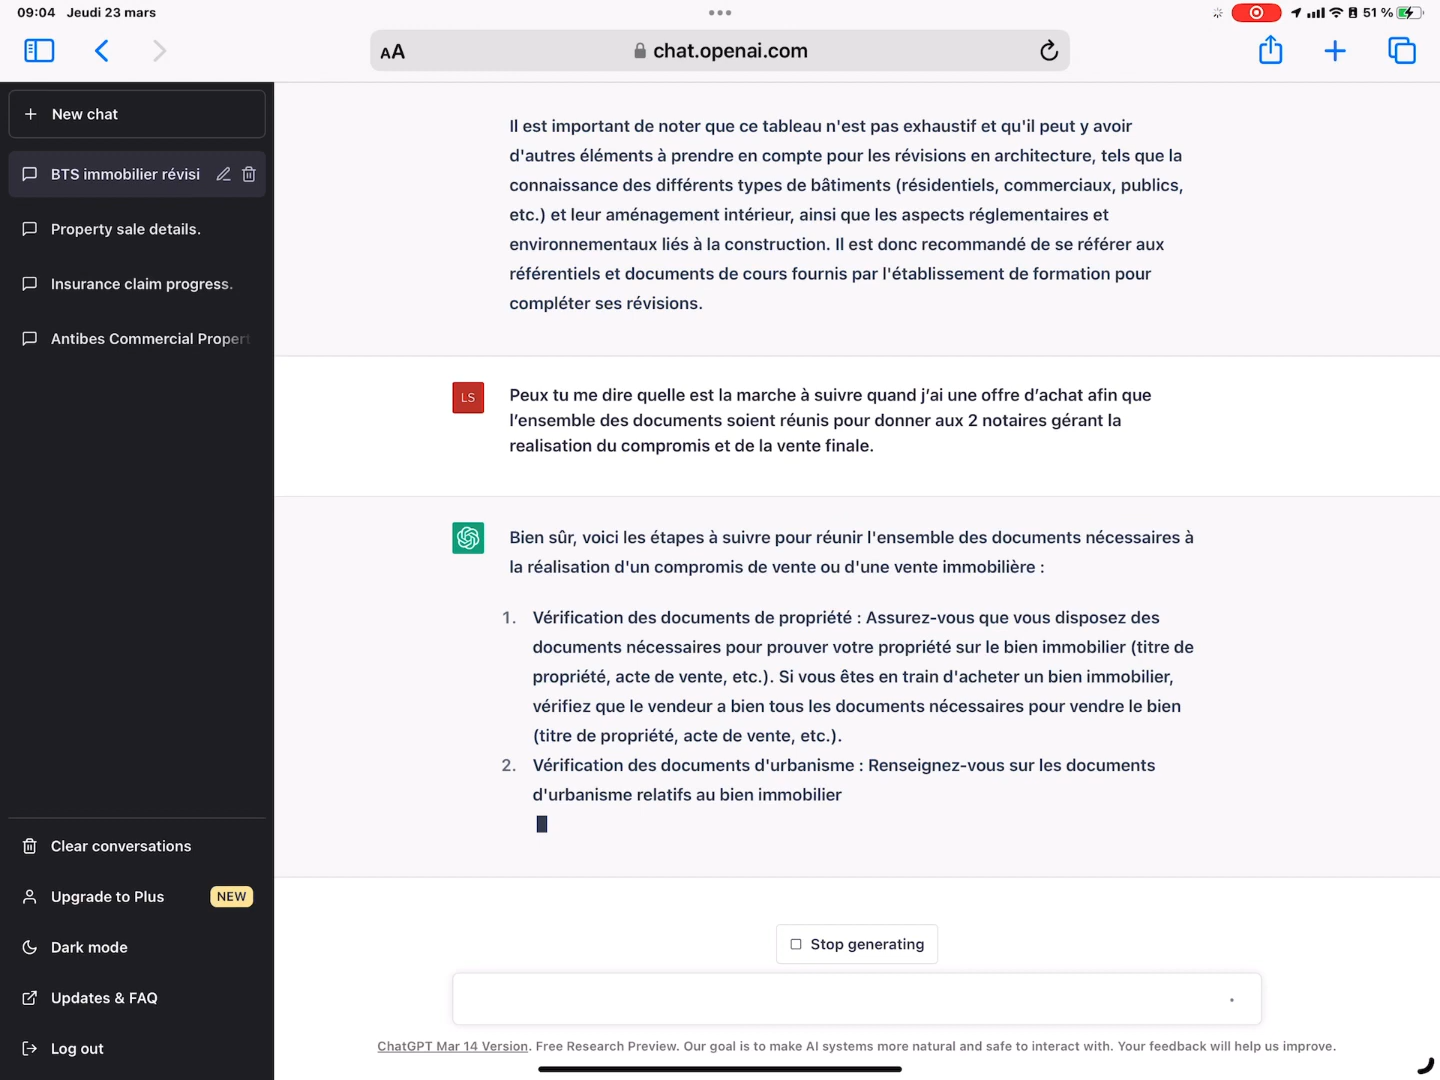 09:04 Jeudi 23 mars
51 %
AA
chat.openai.com
New chat
BTS immobilier révisi
Property sale details.
Insurance claim progress.
Antibes Commercial Propert
Clear conversations
Upgrade to Plus NEW
Dark mode
Updates & FAQ
Log out
Il est important de noter que ce tableau n'est pas exhaustif et qu'il peut y avoir
d'autres éléments à prendre en compte pour les révisions en architecture, tels que la
connaissance des différents types de bâtiments (résidentiels, commerciaux, publics,
etc.) et leur aménagement intérieur, ainsi que les aspects réglementaires et
environnementaux liés à la construction. Il est donc recommandé de se référer aux
référentiels et documents de cours fournis par l'établissement de formation pour
compléter ses révisions.
LS
Peux tu me dire quelle est la marche à suivre quand j’ai une offre d’achat afin que
l’ensemble des documents soient réunis pour donner aux 2 notaires gérant la
realisation du compromis et de la vente finale.
Bien sûr, voici les étapes à suivre pour réunir l'ensemble des documents nécessaires à
la réalisation d'un compromis de vente ou d'une vente immobilière :
1. Vérification des documents de propriété : Assurez-vous que vous disposez des
documents nécessaires pour prouver votre propriété sur le bien immobilier (titre de
propriété, acte de vente, etc.). Si vous êtes en train d'acheter un bien immobilier,
vérifiez que le vendeur a bien tous les documents nécessaires pour vendre le bien
(titre de propriété, acte de vente, etc.).
2. Vérification des documents d'urbanisme : Renseignez-vous sur les documents
d'urbanisme relatifs au bien immobilier
Stop generating
ChatGPT Mar 14 Version. Free Research Preview. Our goal is to make AI systems more natural and safe to interact with. Your feedback will help us improve.